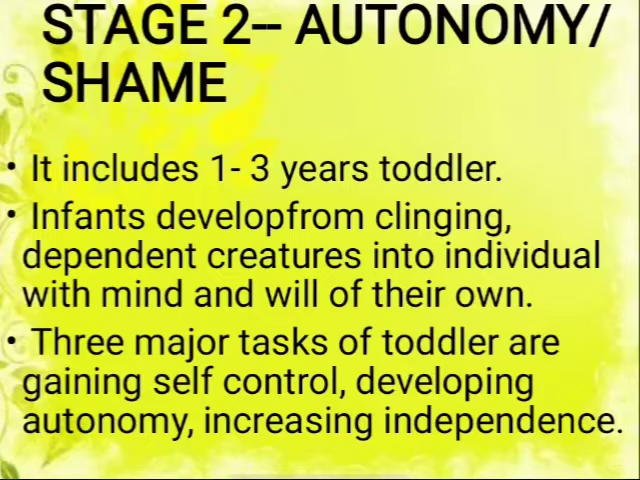 STAGE 2-- AUTONOMY/
SHAME
• It includes 1- 3 years toddler.
• Infants developfrom clinging,
dependent creatures into individual
with mind and will of their own.
• Three major tasks of toddler are
gaining self control, developing
autonomy, increasing independence.